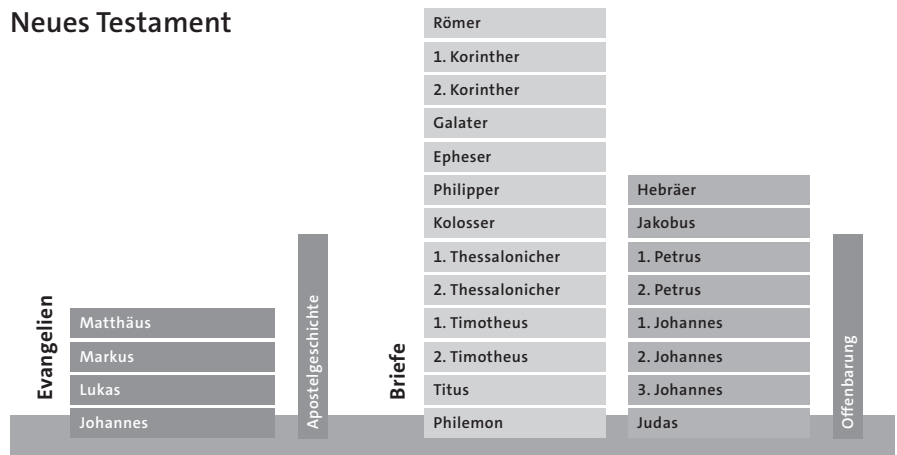 Neues Testament
Evangelien
Matthäus
Markus
Lukas
Johannes
Apostelgeschichte
Briefe
Römer
1. Korinther
2. Korinther
Galater
Epheser
Philipper
Kolosser
1. Thessalonicher
2. Thessalonicher
1. Timotheus
2. Timotheus
Titus
Philemon
Hebräer
Jakobus
1. Petrus
2. Petrus
1. Johannes
2. Johannes
3. Johannes
Judas
Offenbarung